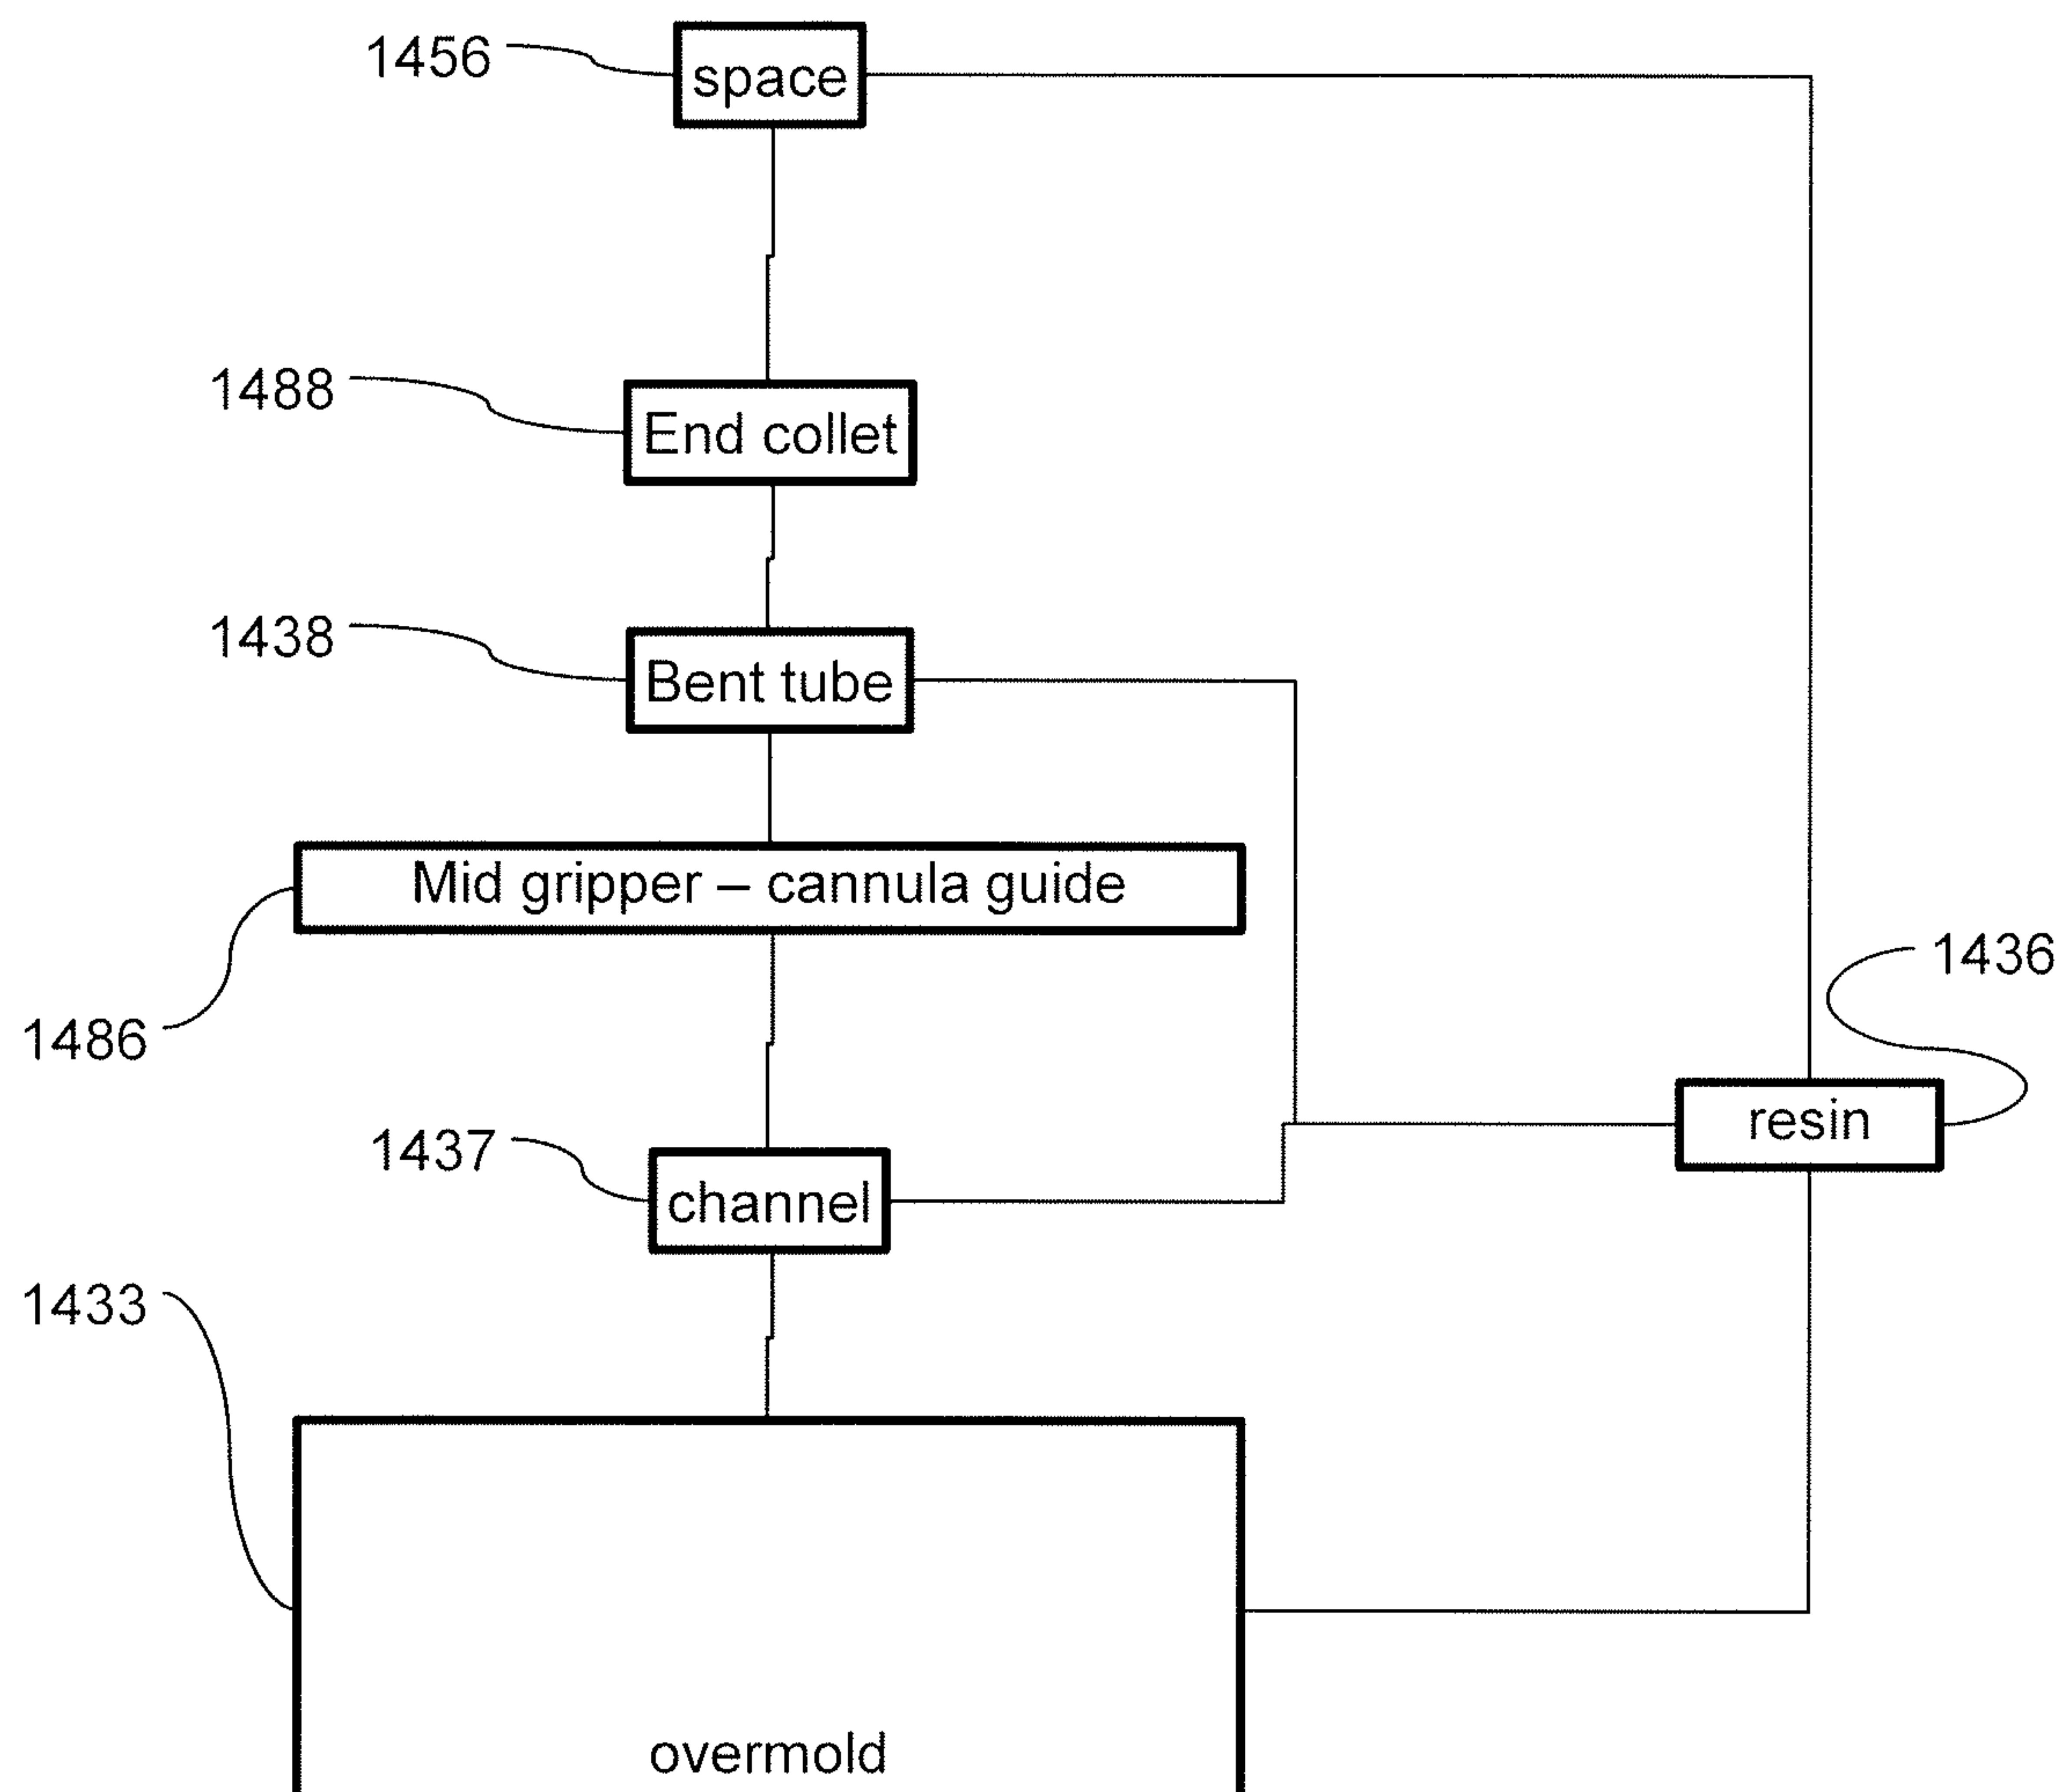 1456
space
1488
End collet
1438
Bent tube
Mid gripper – cannula guide
1436
1486
resin
1437
channel
1433
overmold